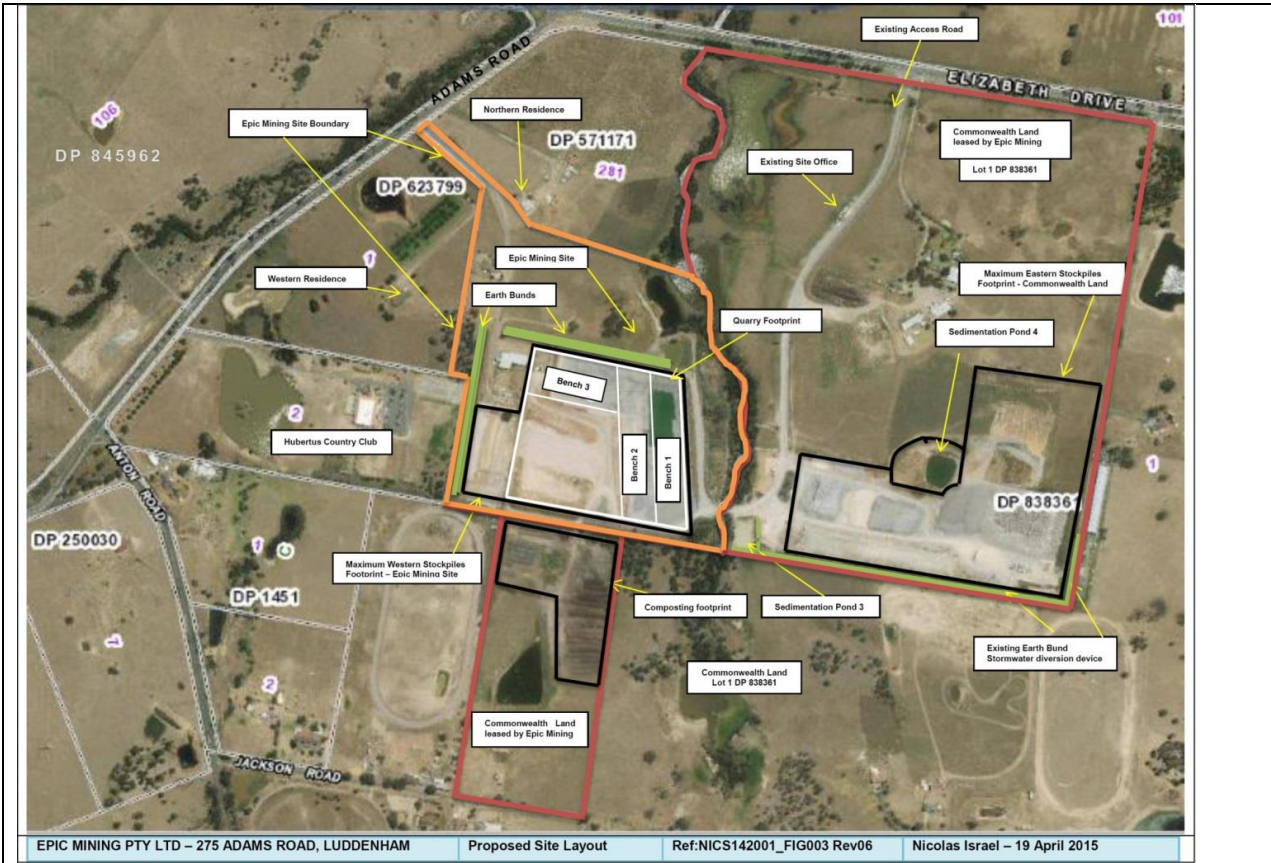 101
Existing Access Road
ADAMS ROAD
ELIZABETH DRIVE
106
Epic Mining Site Boundary
Northern Residence
DP 571171
281
Commonwealth Land
leased by Epic Mining
Lot 1 DP 838361
DP 845962
Existing Site Office
DP 623799
1
Western Residence
Epic Mining Site
Earth Bunds
Maximum Eastern Stockpiles
Footprint - Commonwealth Land
Quarry Footprint
Sedimentation Pond 4
Bench 3
2
Hubertus Country Club
Bench 2
Bench 1
1
ANTON ROAD
DP 838361
DP 250030
1
C
Maximum Western Stockpiles
Footprint – Epic Mining Site
DP 1451
Composting footprint
Sedimentation Pond 3
7
Existing Earth Bund
Stormwater diversion device
2
Commonwealth Land
Lot 1 DP 838361
Commonwealth Land
leased by Epic Mining
JACKSON ROAD
EPIC MINING PTY LTD – 275 ADAMS ROAD, LUDDENHAM
Proposed Site Layout
Ref:NICS142001_FIG003 Rev06
Nicolas Israel – 19 April 2015